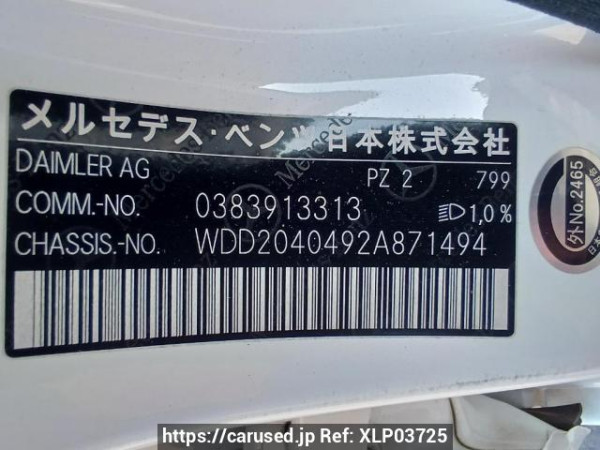 メルセデス・ベンツ日本株式会社
DAIMLER AG PZ 2 799
COMM.-NO. 0383913313 1,0%
CHASSIS.-NO. WDD2040492A871494
外No.2465
https://carused.jp Ref: XLP03725